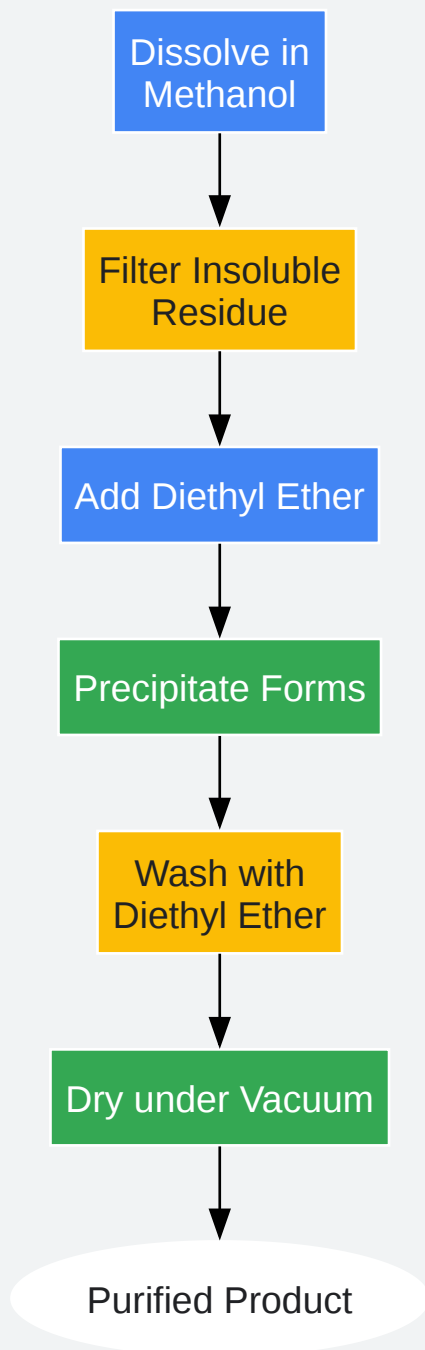 Dissolve in
Methanol
Filter Insoluble
Residue
Add Diethyl Ether
Precipitate Forms
Wash with
Diethyl Ether
Dry under Vacuum
Purified Product